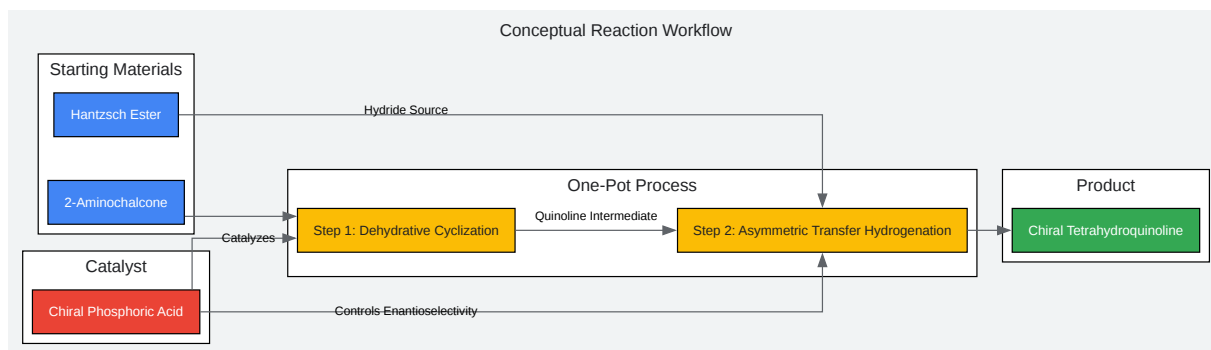 Conceptual Reaction Workflow
Starting Materials
Hantzsch Ester
Hydride Source
2-Aminochalcone
One-Pot Process
Step 1: Dehydrative Cyclization
Quinoline Intermediate
Step 2: Asymmetric Transfer Hydrogenation
Product
Chiral Tetrahydroquinoline
Catalyzes
Catalyst
Chiral Phosphoric Acid
Controls Enantioselectivity